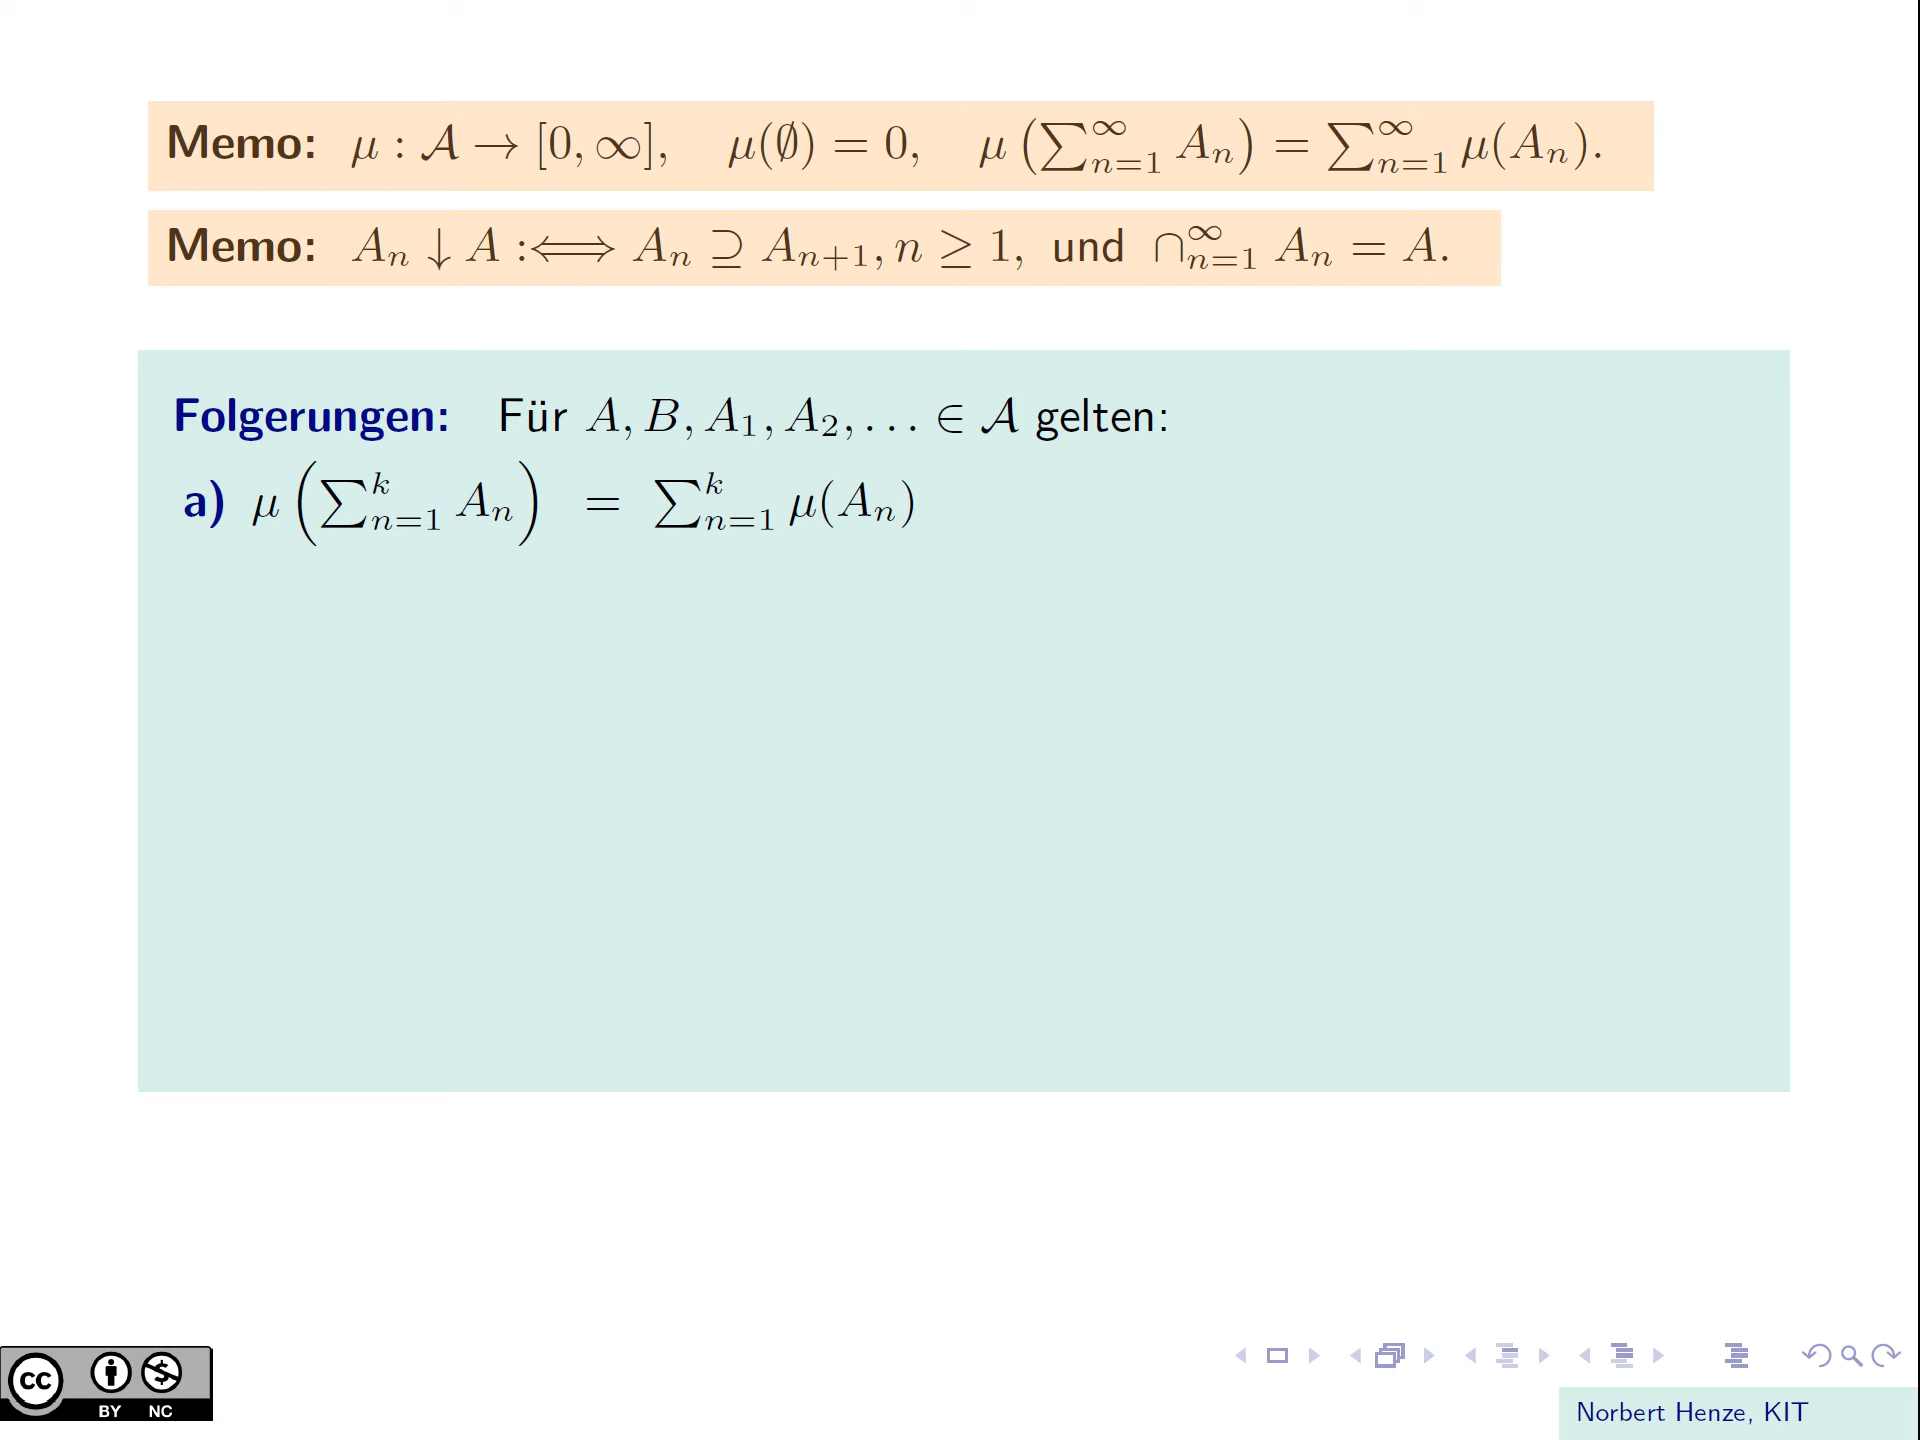 Memo: μ : 𝒜 → [0, ∞], μ(∅) = 0, μ(∑_{n=1}^{∞} A_n) = ∑_{n=1}^{∞} μ(A_n).
Memo: A_n ↓ A :⟺ A_n ⊇ A_{n+1}, n ≥ 1, und ∩_{n=1}^{∞} A_n = A.
Folgerungen: Für A, B, A_1, A_2, … ∈ 𝒜 gelten:
a) μ(∑_{n=1}^{k} A_n) = ∑_{n=1}^{k} μ(A_n)
cc
BY NC
Norbert Henze, KIT